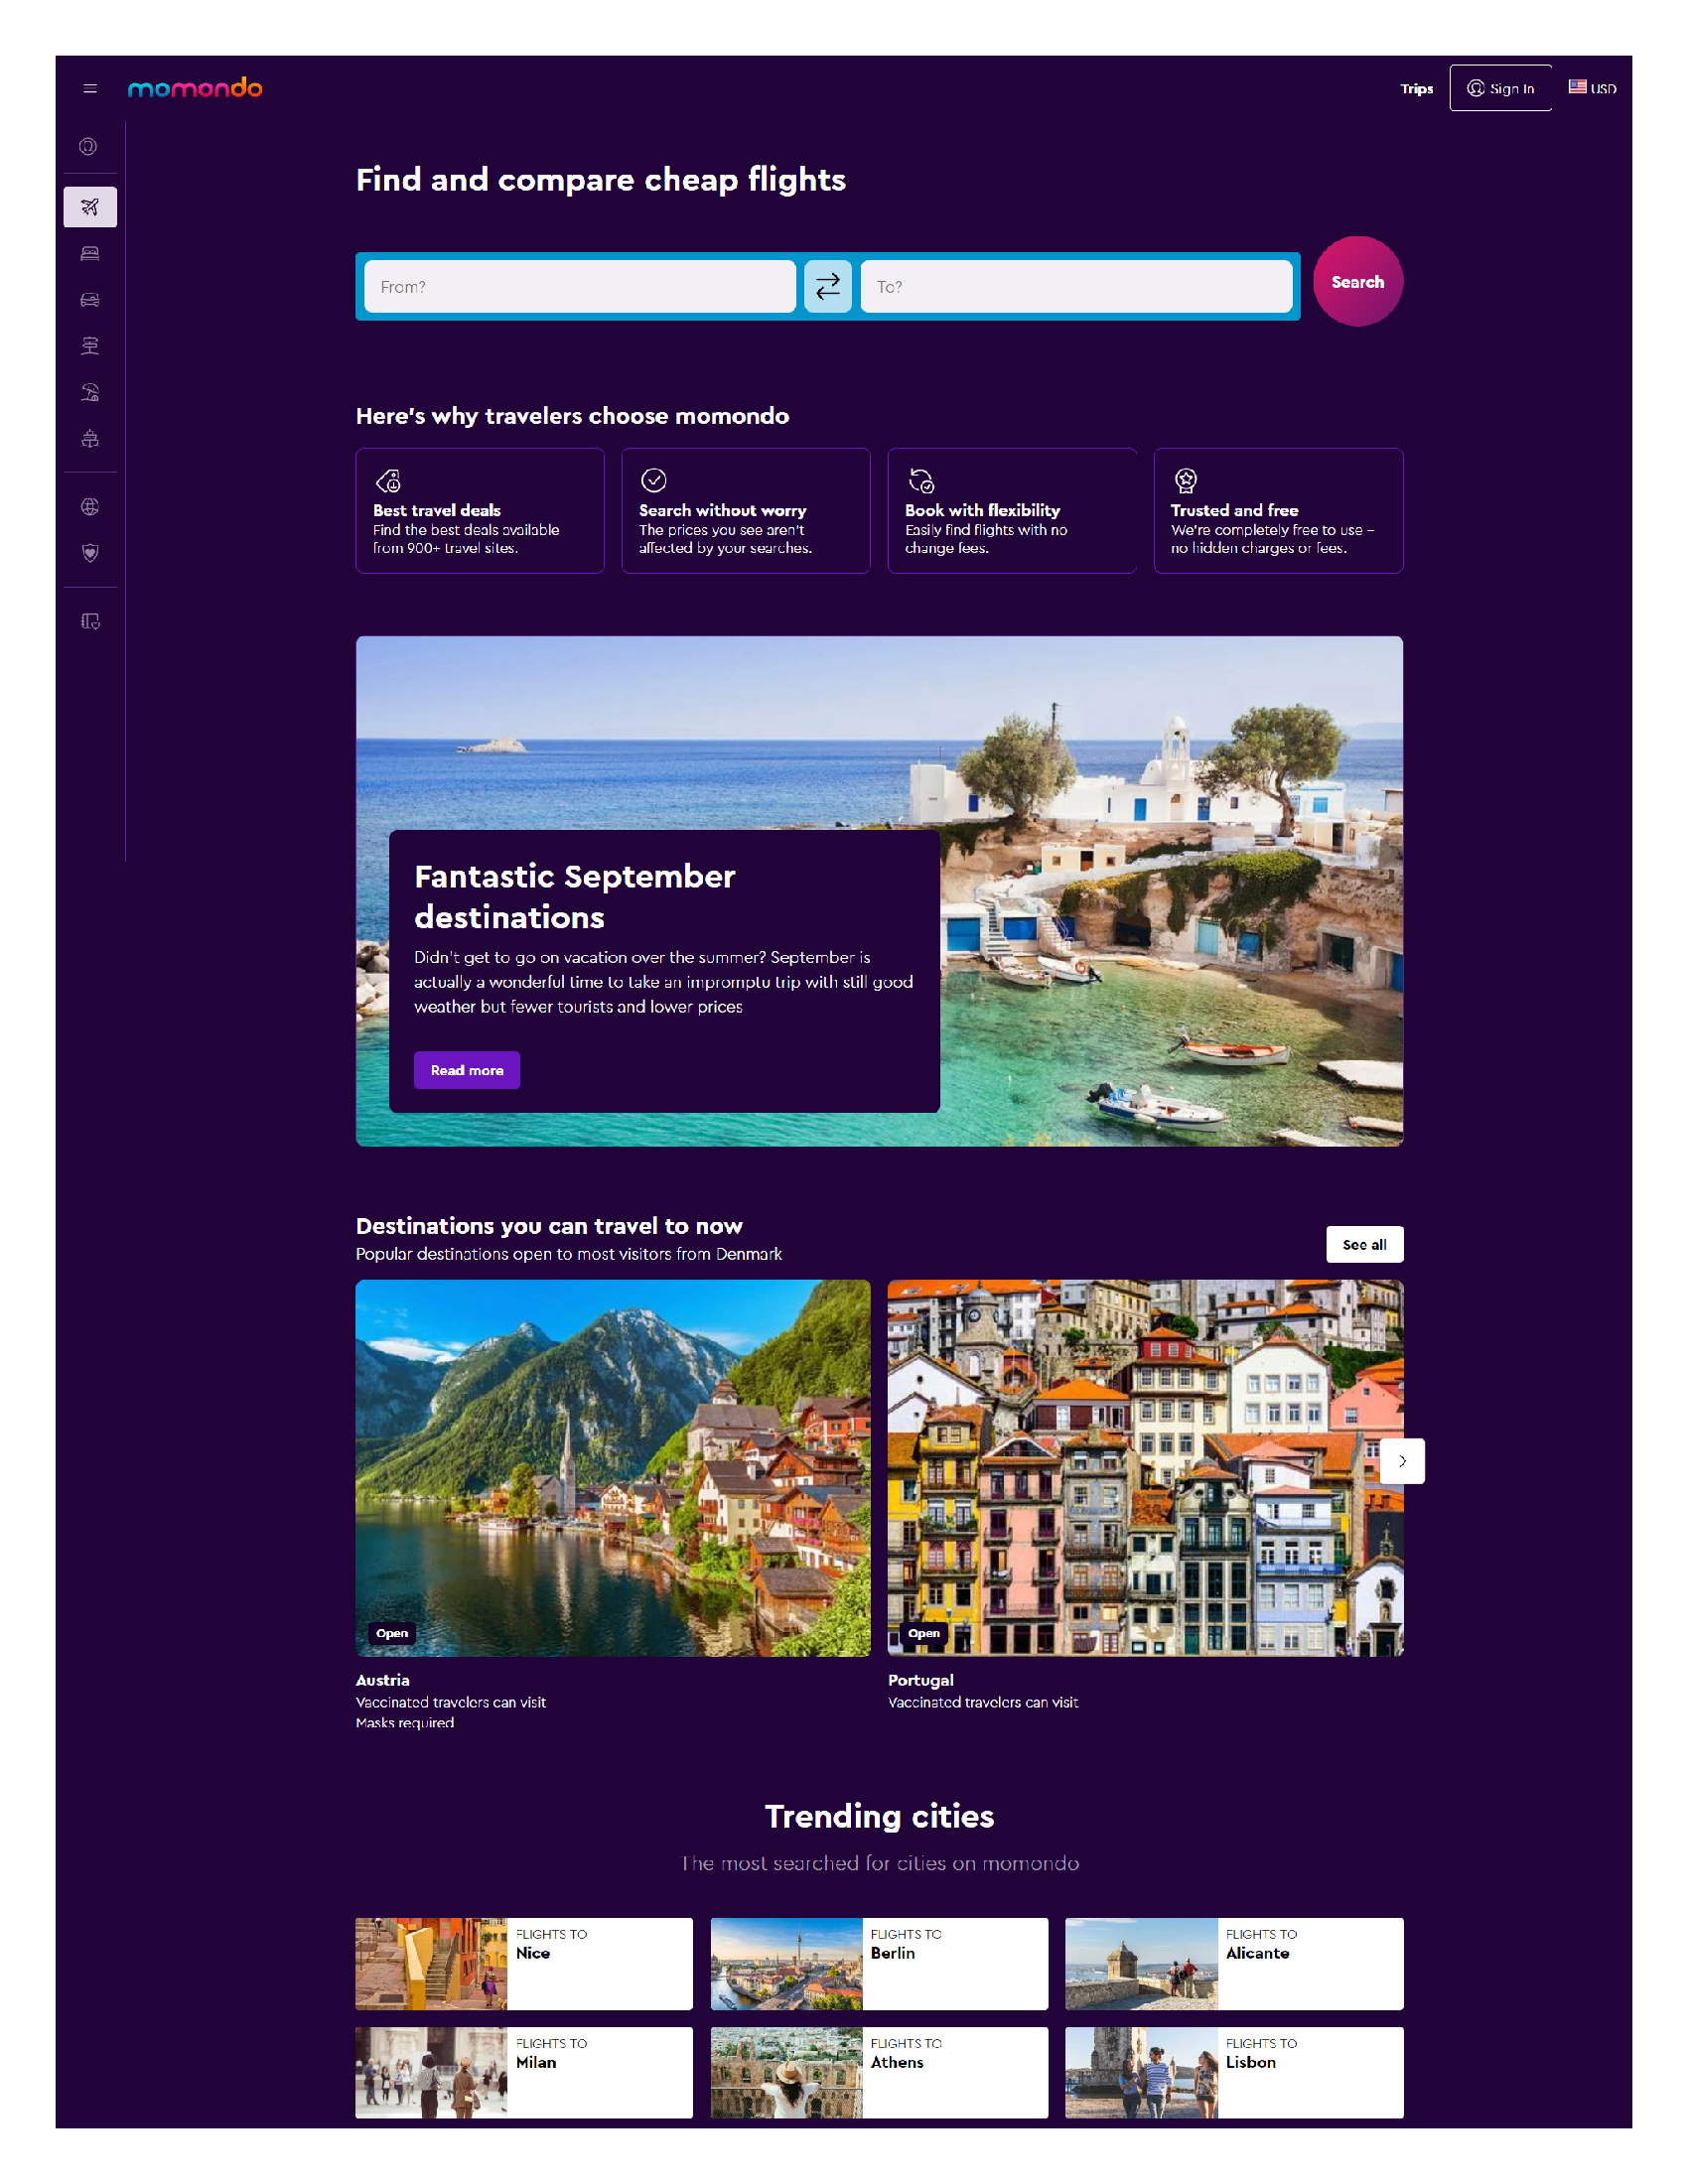 momondo
Trips
Sign In
USD
Find and compare cheap flights
From?
To?
Search
Here's why travelers choose momondo
Best travel deals
Find the best deals available
from 900+ travel sites.
Search without worry
The prices you see aren't
affected by your searches.
Book with flexibility
Easily find flights with no
change fees.
Trusted and free
We're completely free to use –
no hidden charges or fees.
Fantastic September
destinations
Didn't get to go on vacation over the summer? September is
actually a wonderful time to take an impromptu trip with still good
weather but fewer tourists and lower prices
Read more
Destinations you can travel to now
Popular destinations open to most visitors from Denmark
See all
Open
Austria
Vaccinated travelers can visit
Masks required
Open
Portugal
Vaccinated travelers can visit
Trending cities
The most searched for cities on momondo
FLIGHTS TO
Nice
FLIGHTS TO
Berlin
FLIGHTS TO
Alicante
FLIGHTS TO
Milan
FLIGHTS TO
Athens
FLIGHTS TO
Lisbon